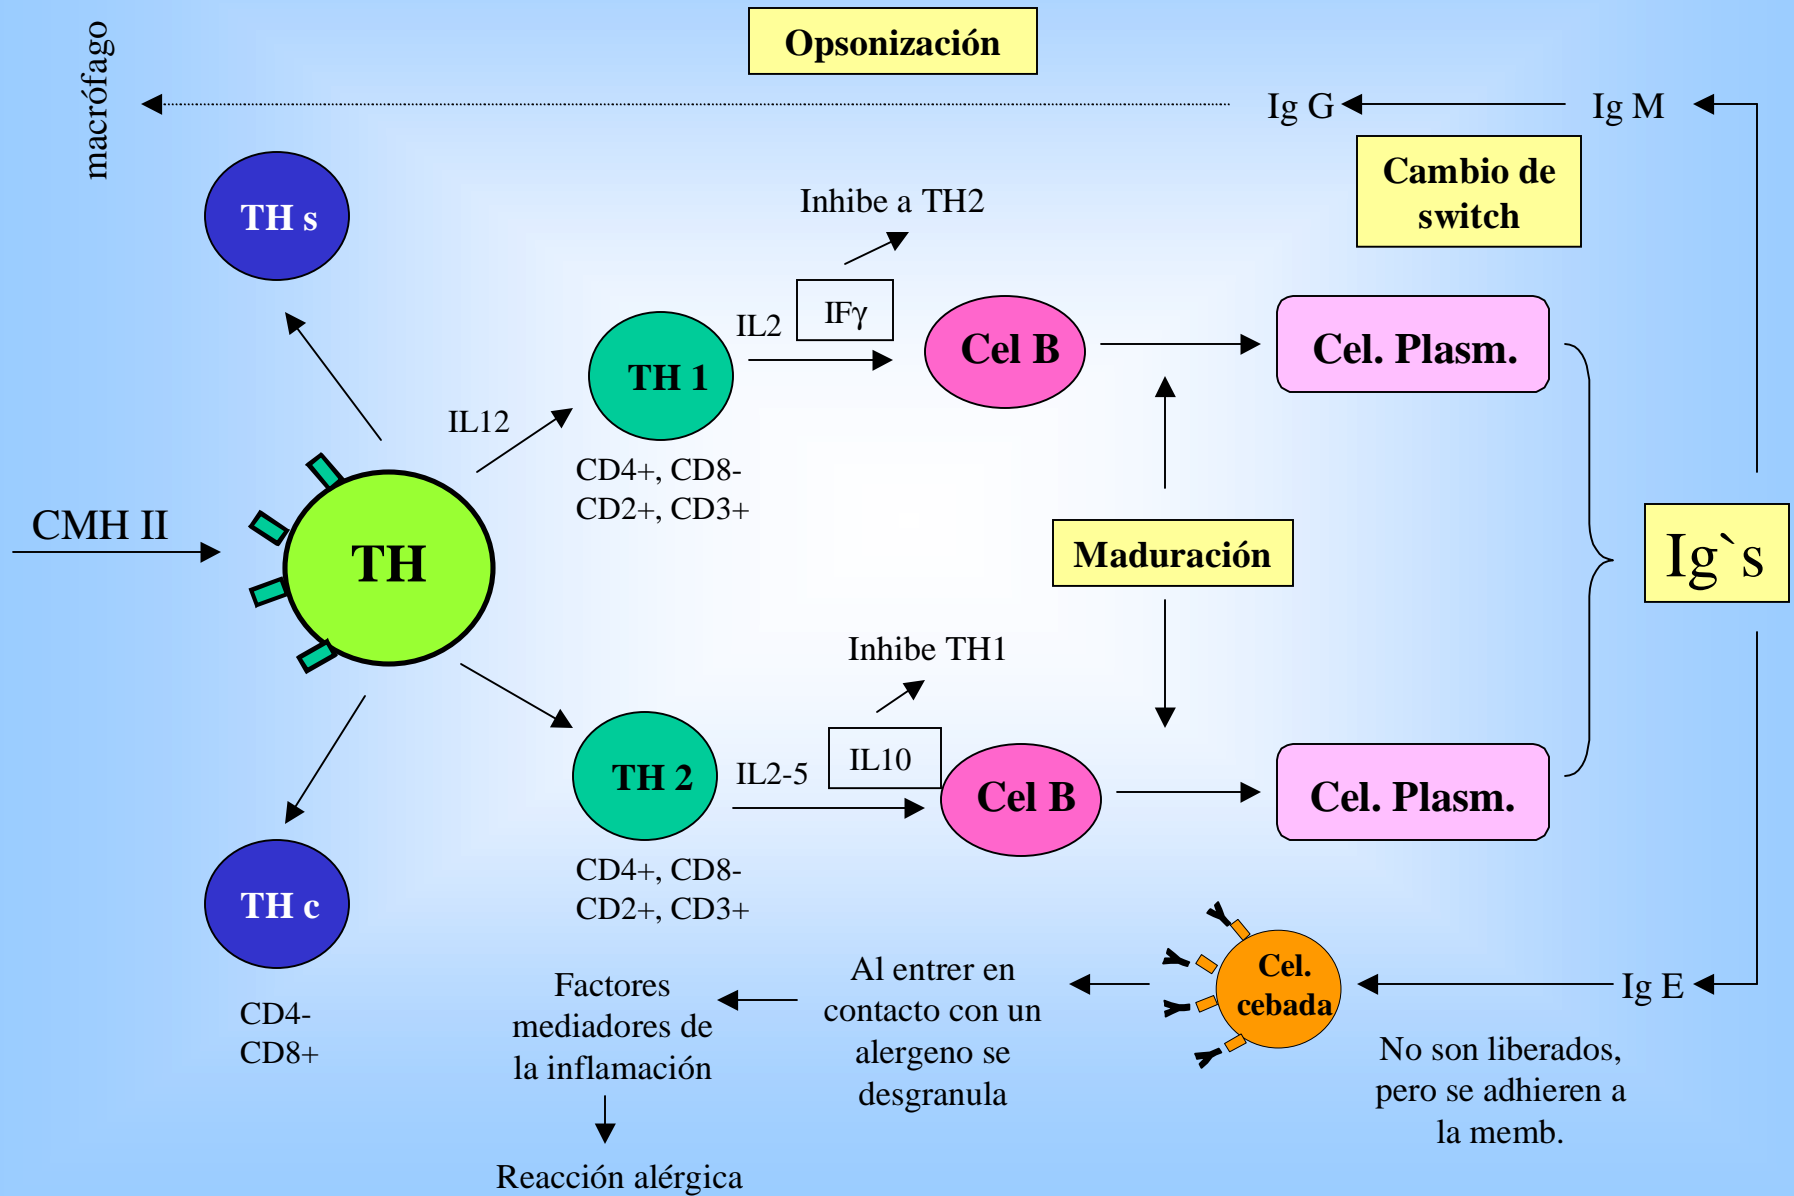 Opsonización
macrófago
Ig G
Ig M
Cambio de
switch
TH s
Inhibe a TH2
IFγ
IL2
TH 1
Cel B
Cel. Plasm.
IL12
CD4+, CD8-
CD2+, CD3+
CMH II
TH
Maduración
Ig`s
Inhibe TH1
IL10
IL2-5
TH 2
Cel B
Cel. Plasm.
CD4+, CD8-
CD2+, CD3+
TH c
CD4-
CD8+
Factores
mediadores de
la inflamación
Reacción alérgica
Al entrer en
contacto con un
alergeno se
desgranula
Cel.
cebada
Ig E
No son liberados,
pero se adhieren a
la memb.